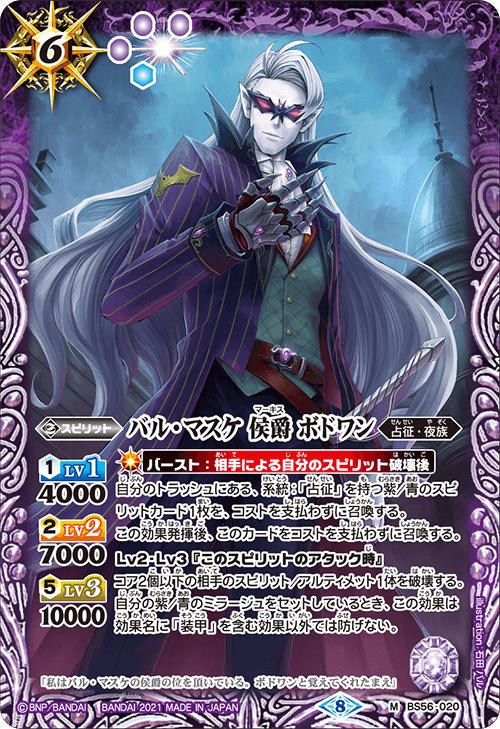 6
スピリット
バル・マスケ 侯爵 ボドワン
マーキス
占征・夜族
せんせい やぞく
1 LV1
4000
2 LV2
7000
5 LV3
10000
バースト：相手による自分のスピリット破壊後
自分のトラッシュにある、系統：「占征」を持つ紫/青のスピ
リットカード1枚を、コストを支払わずに召喚する。
この効果発揮後、このカードをコストを支払わずに召喚する。
Lv2・Lv3『このスピリットのアタック時』
コア2個以下の相手のスピリット/アルティメット1体を破壊する。
自分の紫/青のミラージュをセットしているとき、この効果は
効果名に「装甲」を含む効果以外では防げない。
『私はバル・マスケの侯爵の位を頂いている。ボドワンと覚えてくれたまえ』
illustration：石田バル
©BNP/BANDAI BANDAI 2021 MADE IN JAPAN
8
M BS56-020